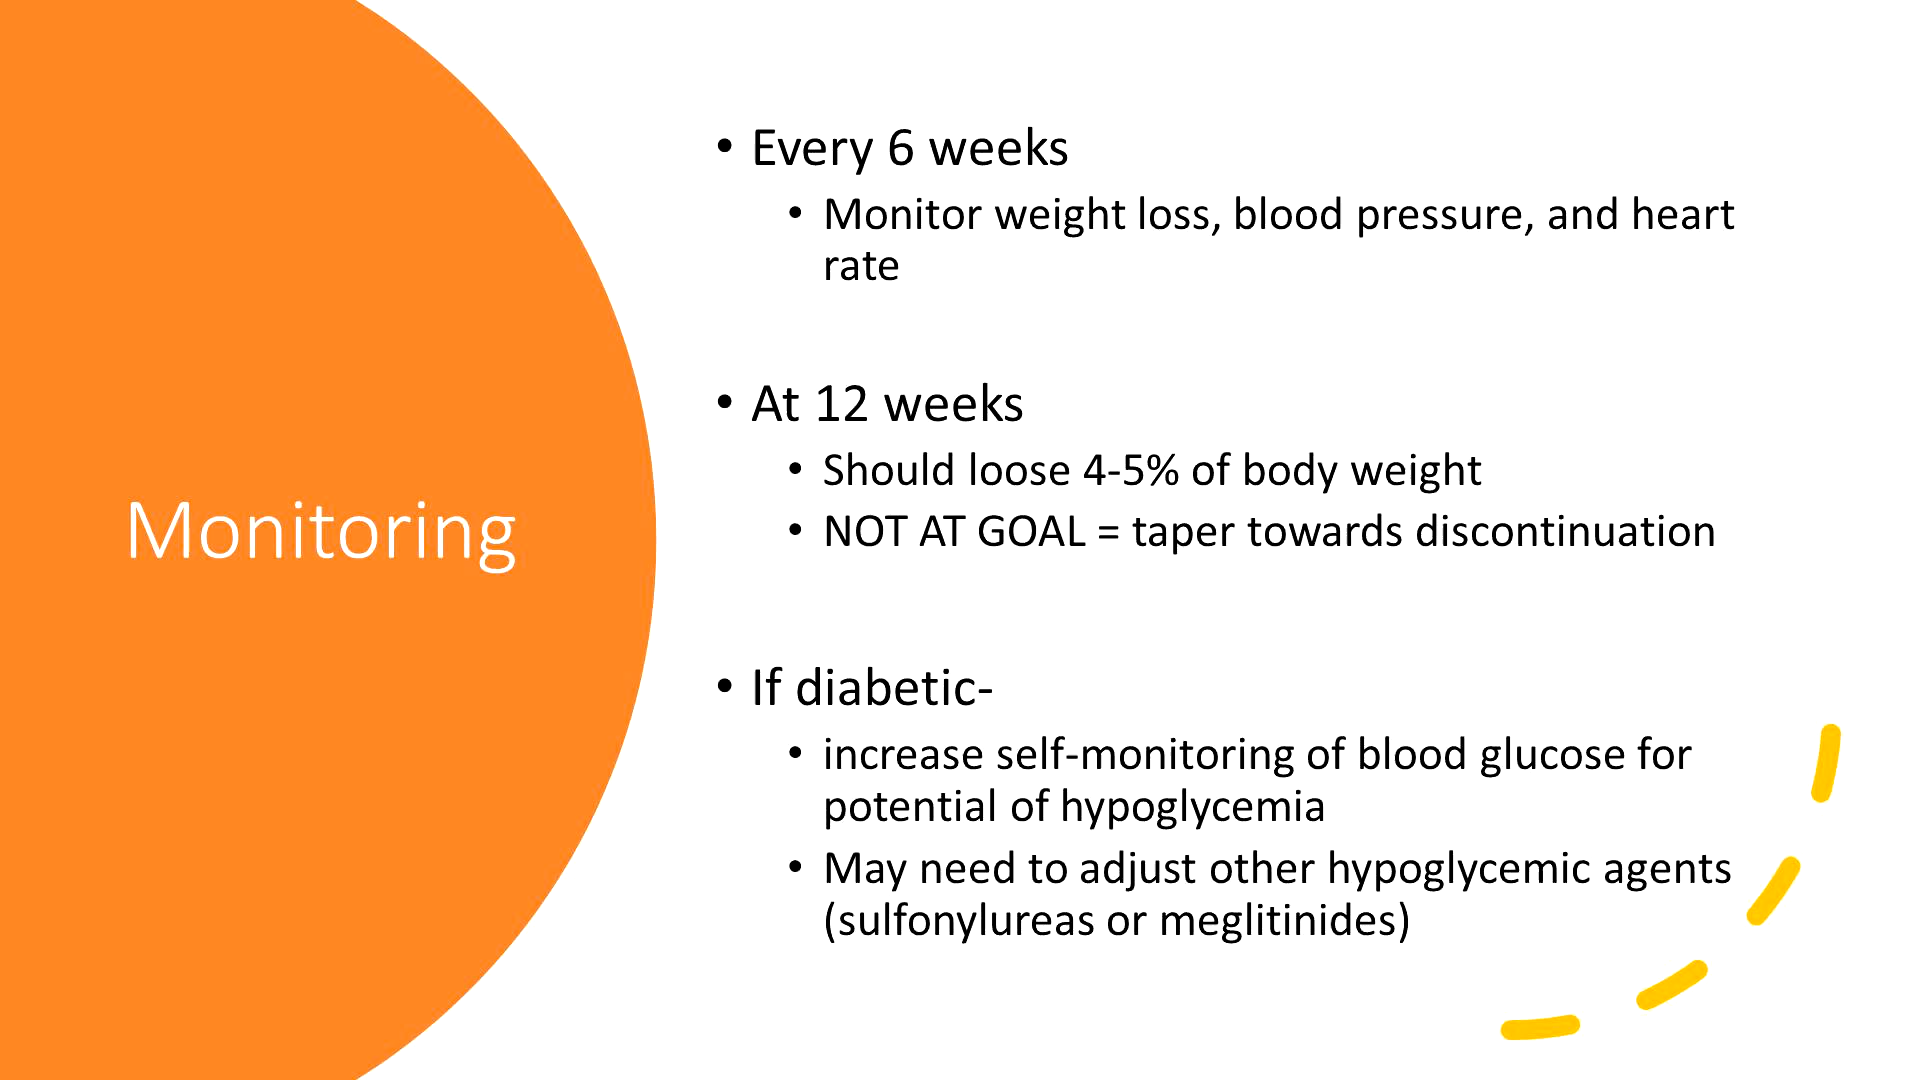 Monitoring
• Every 6 weeks
• Monitor weight loss, blood pressure, and heart
rate
• At 12 weeks
• Should loose 4-5% of body weight
• NOT AT GOAL = taper towards discontinuation
• If diabetic-
• increase self-monitoring of blood glucose for
potential of hypoglycemia
• May need to adjust other hypoglycemic agents
(sulfonylureas or meglitinides)